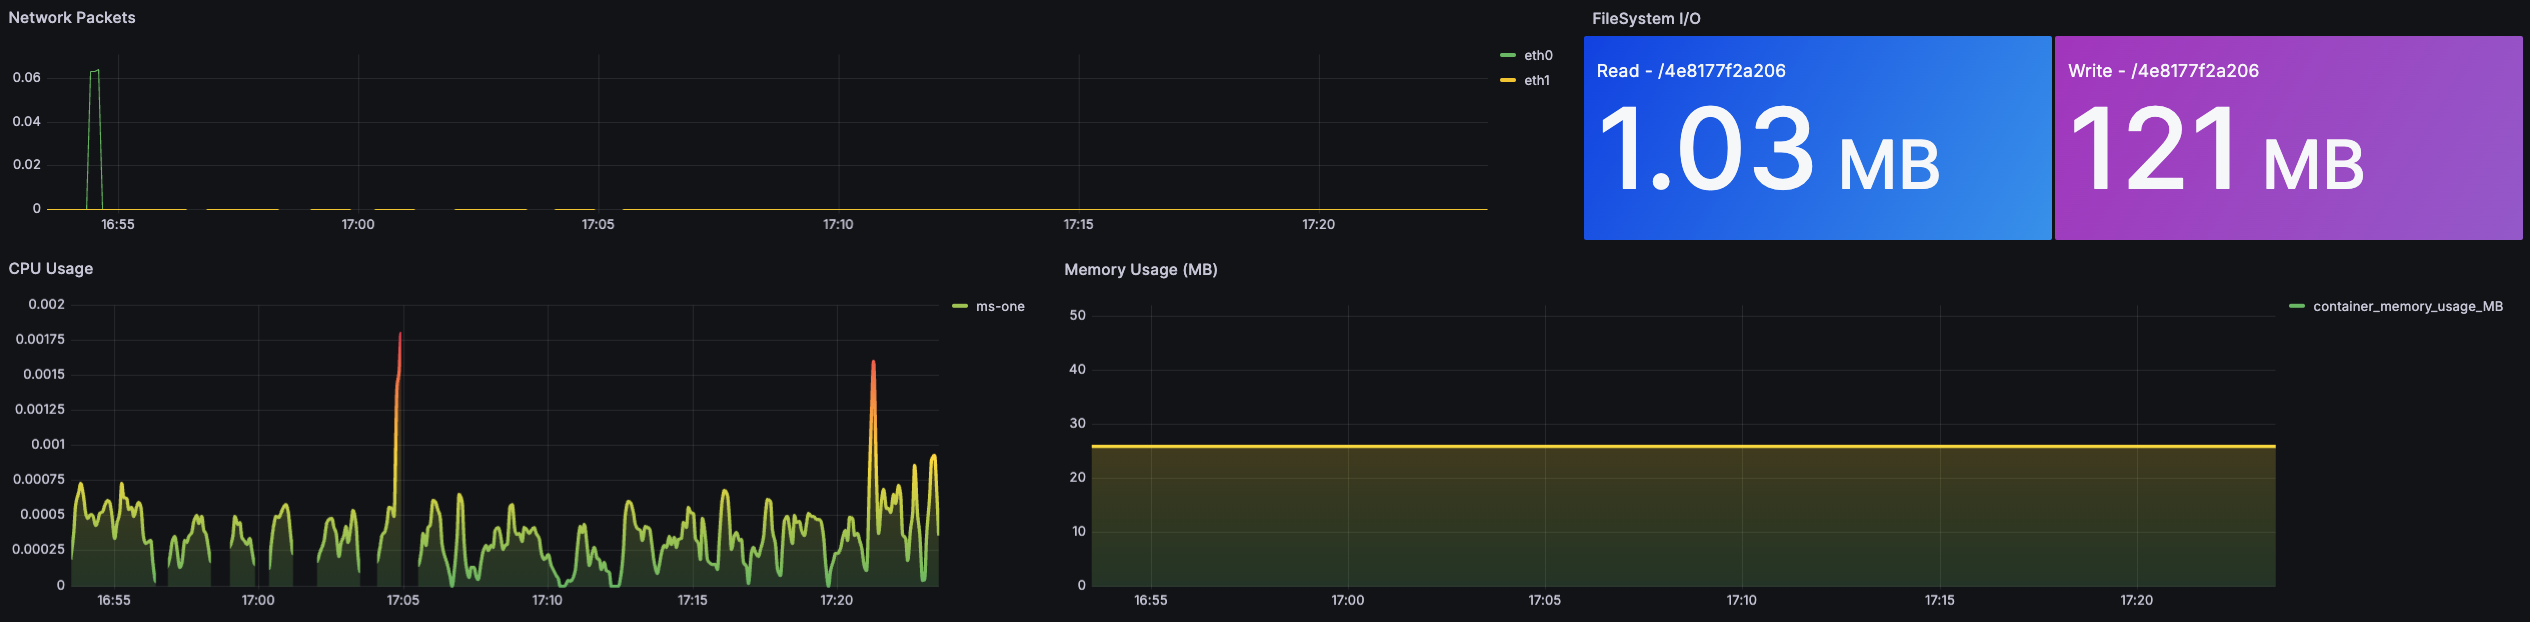 Network Packets
0.06
0.04
0.02
0
16:55 17:00 17:05 17:10 17:15 17:20
eth0
eth1
FileSystem I/O
Read - /4e8177f2a206
1.03 MB
Write - /4e8177f2a206
121 MB
CPU Usage
0.002
0.00175
0.0015
0.00125
0.001
0.00075
0.0005
0.00025
0
16:55 17:00 17:05 17:10 17:15 17:20
ms-one
Memory Usage (MB)
50
40
30
20
10
0
16:55 17:00 17:05 17:10 17:15 17:20
container_memory_usage_MB